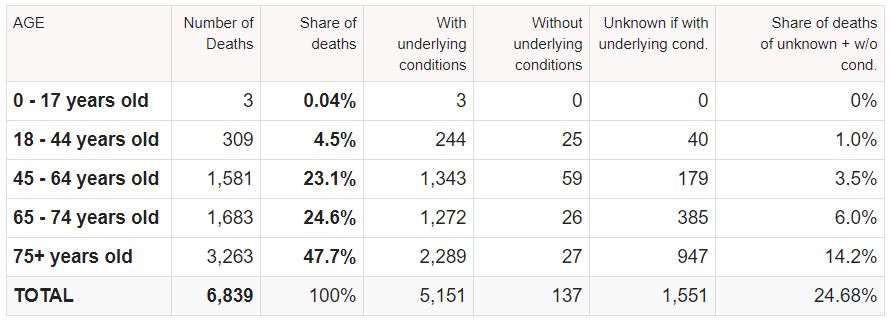 AGE Number of Share of With Without Unknown if with Share of deaths
Deaths deaths underlying underlying underlying cond. of unknown + w/o
conditions conditions cond.
0 - 17 years old 3 0.04% 3 0 0 0%
18 - 44 years old 309 4.5% 244 25 40 1.0%
45 - 64 years old 1,581 23.1% 1,343 59 179 3.5%
65 - 74 years old 1,683 24.6% 1,272 26 385 6.0%
75+ years old 3,263 47.7% 2,289 27 947 14.2%
TOTAL 6,839 100% 5,151 137 1,551 24.68%